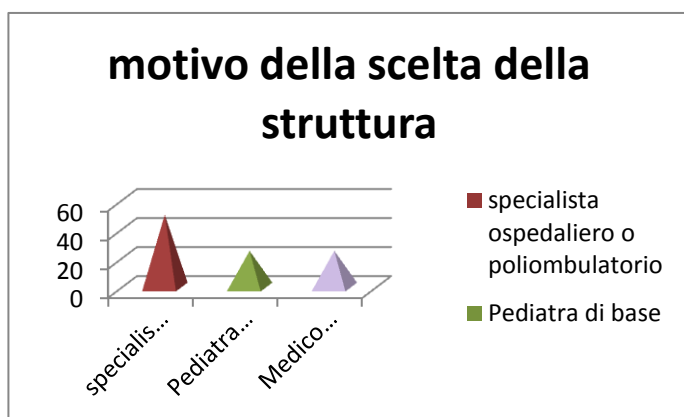 motivo della scelta della
struttura
60
40
20
0
specialis...
Pediatra...
Medico...
specialista
ospedaliero o
poliombulatorio
Pediatra di base